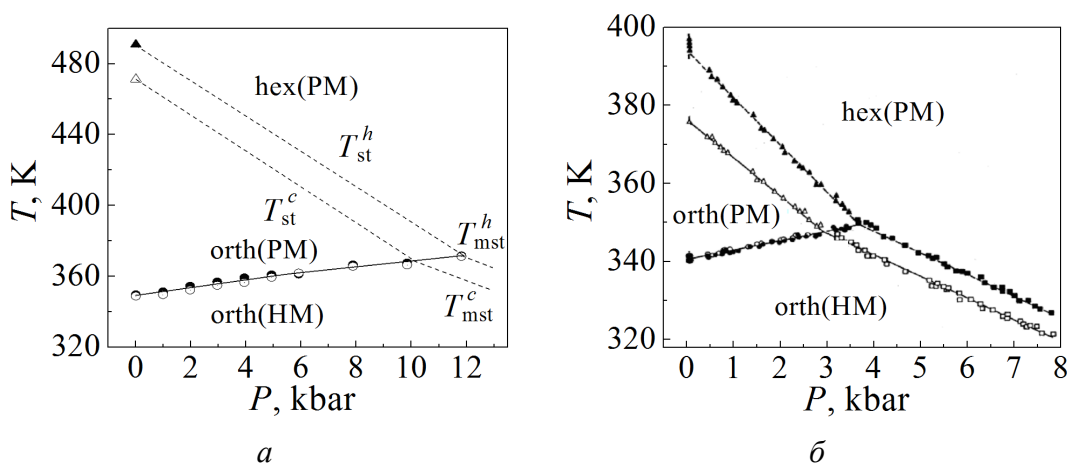 T, K
480
440
400
360
320
hex(PM)
T_st^h
T_st^c
orth(PM)
T_mst^h
orth(HM)
T_mst^c
0 2 4 6 8 10 12
P, kbar
а
T, K
400
380
360
340
320
hex(PM)
orth(PM)
orth(HM)
0 1 2 3 4 5 6 7 8
P, kbar
б